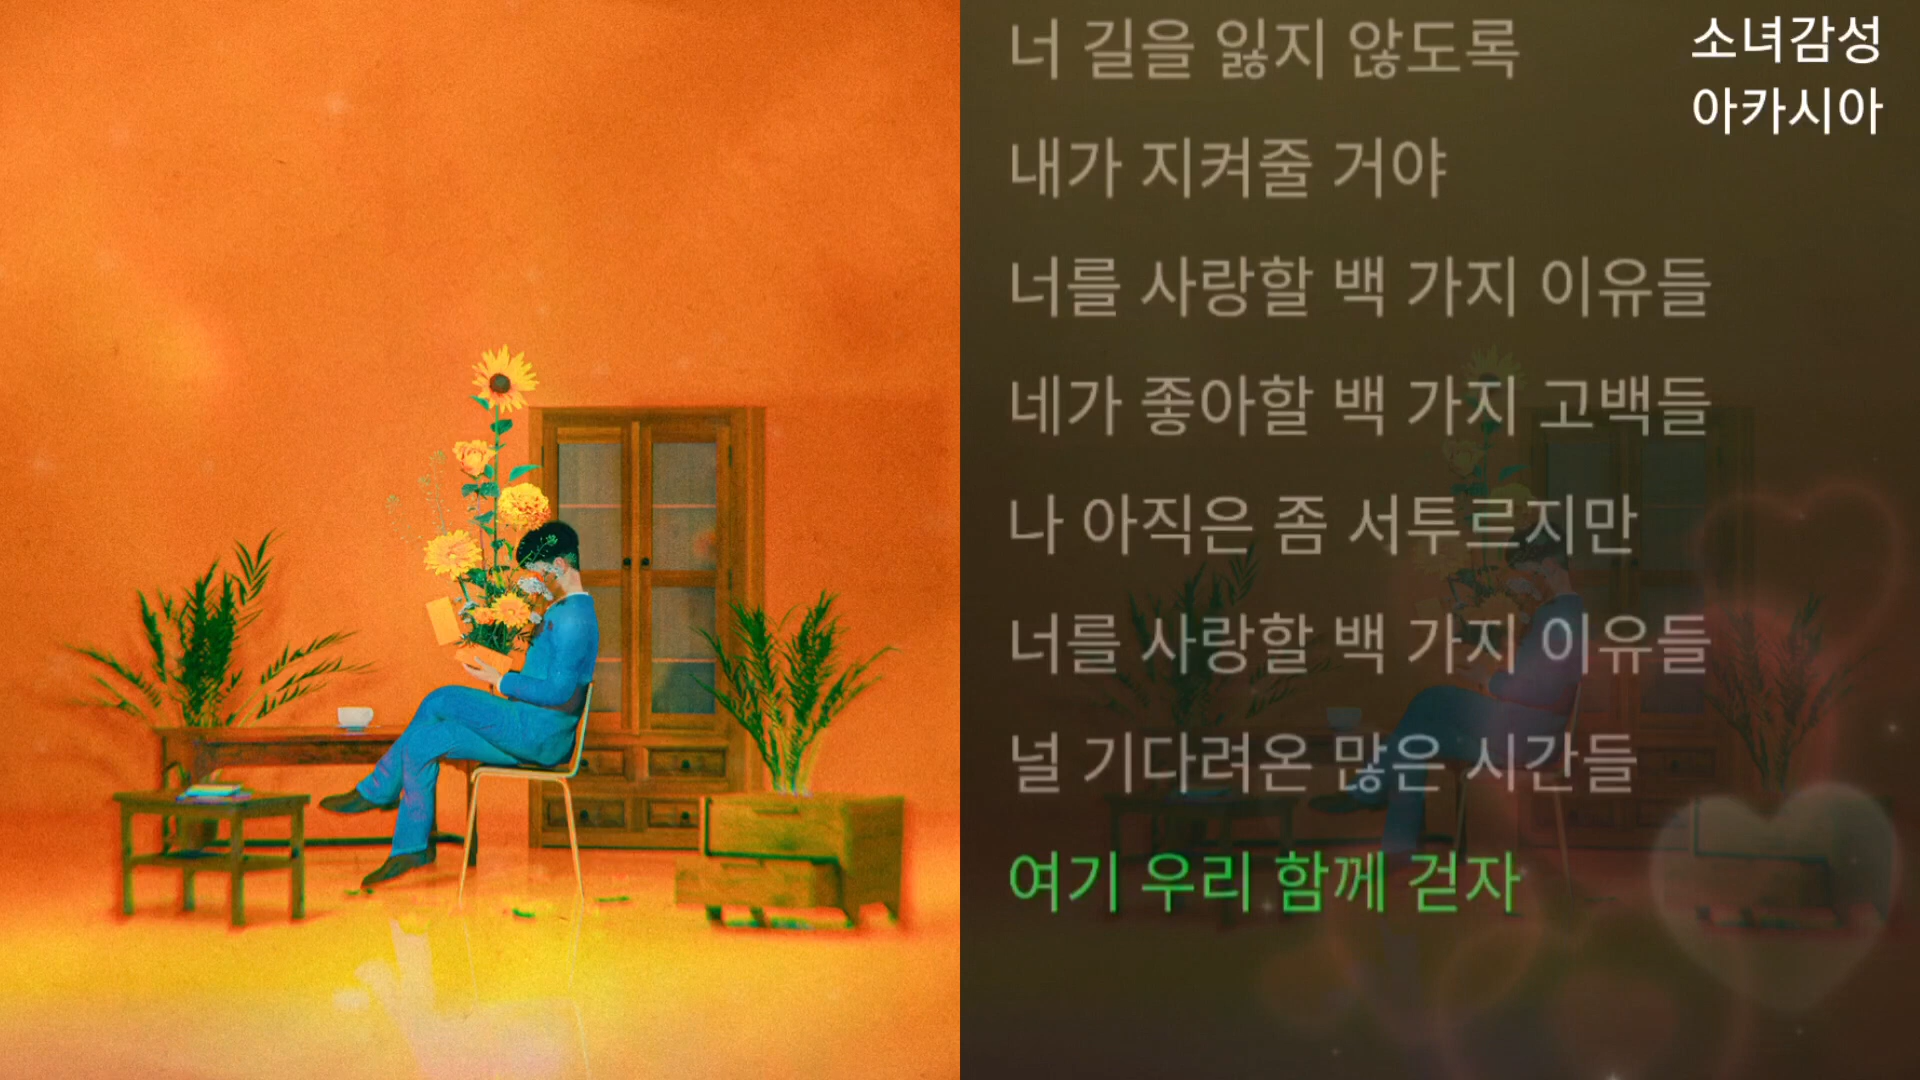 너 길을 잃지 않도록
내가 지켜줄 거야
너를 사랑할 백 가지 이유들
네가 좋아할 백 가지 고백들
나 아직은 좀 서투르지만
너를 사랑할 백 가지 이유들
널 기다려온 많은 시간들
여기 우리 함께 걷자
소녀감성
아카시아